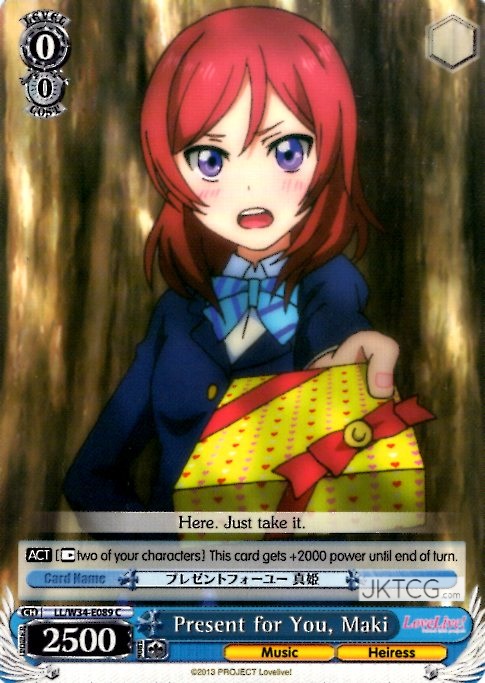 LEVEL
0
0
COST
Here. Just take it.
ACT [ two of your characters] This card gets +2000 power until end of turn.
Card Name プレゼントフォーユー 真姫
JKTCG.com
CH LL/W34-E089 C
POWER 2500 SOUL
Present for You, Maki LoveLive!
Music Heiress
©2013 PROJECT Lovelive!